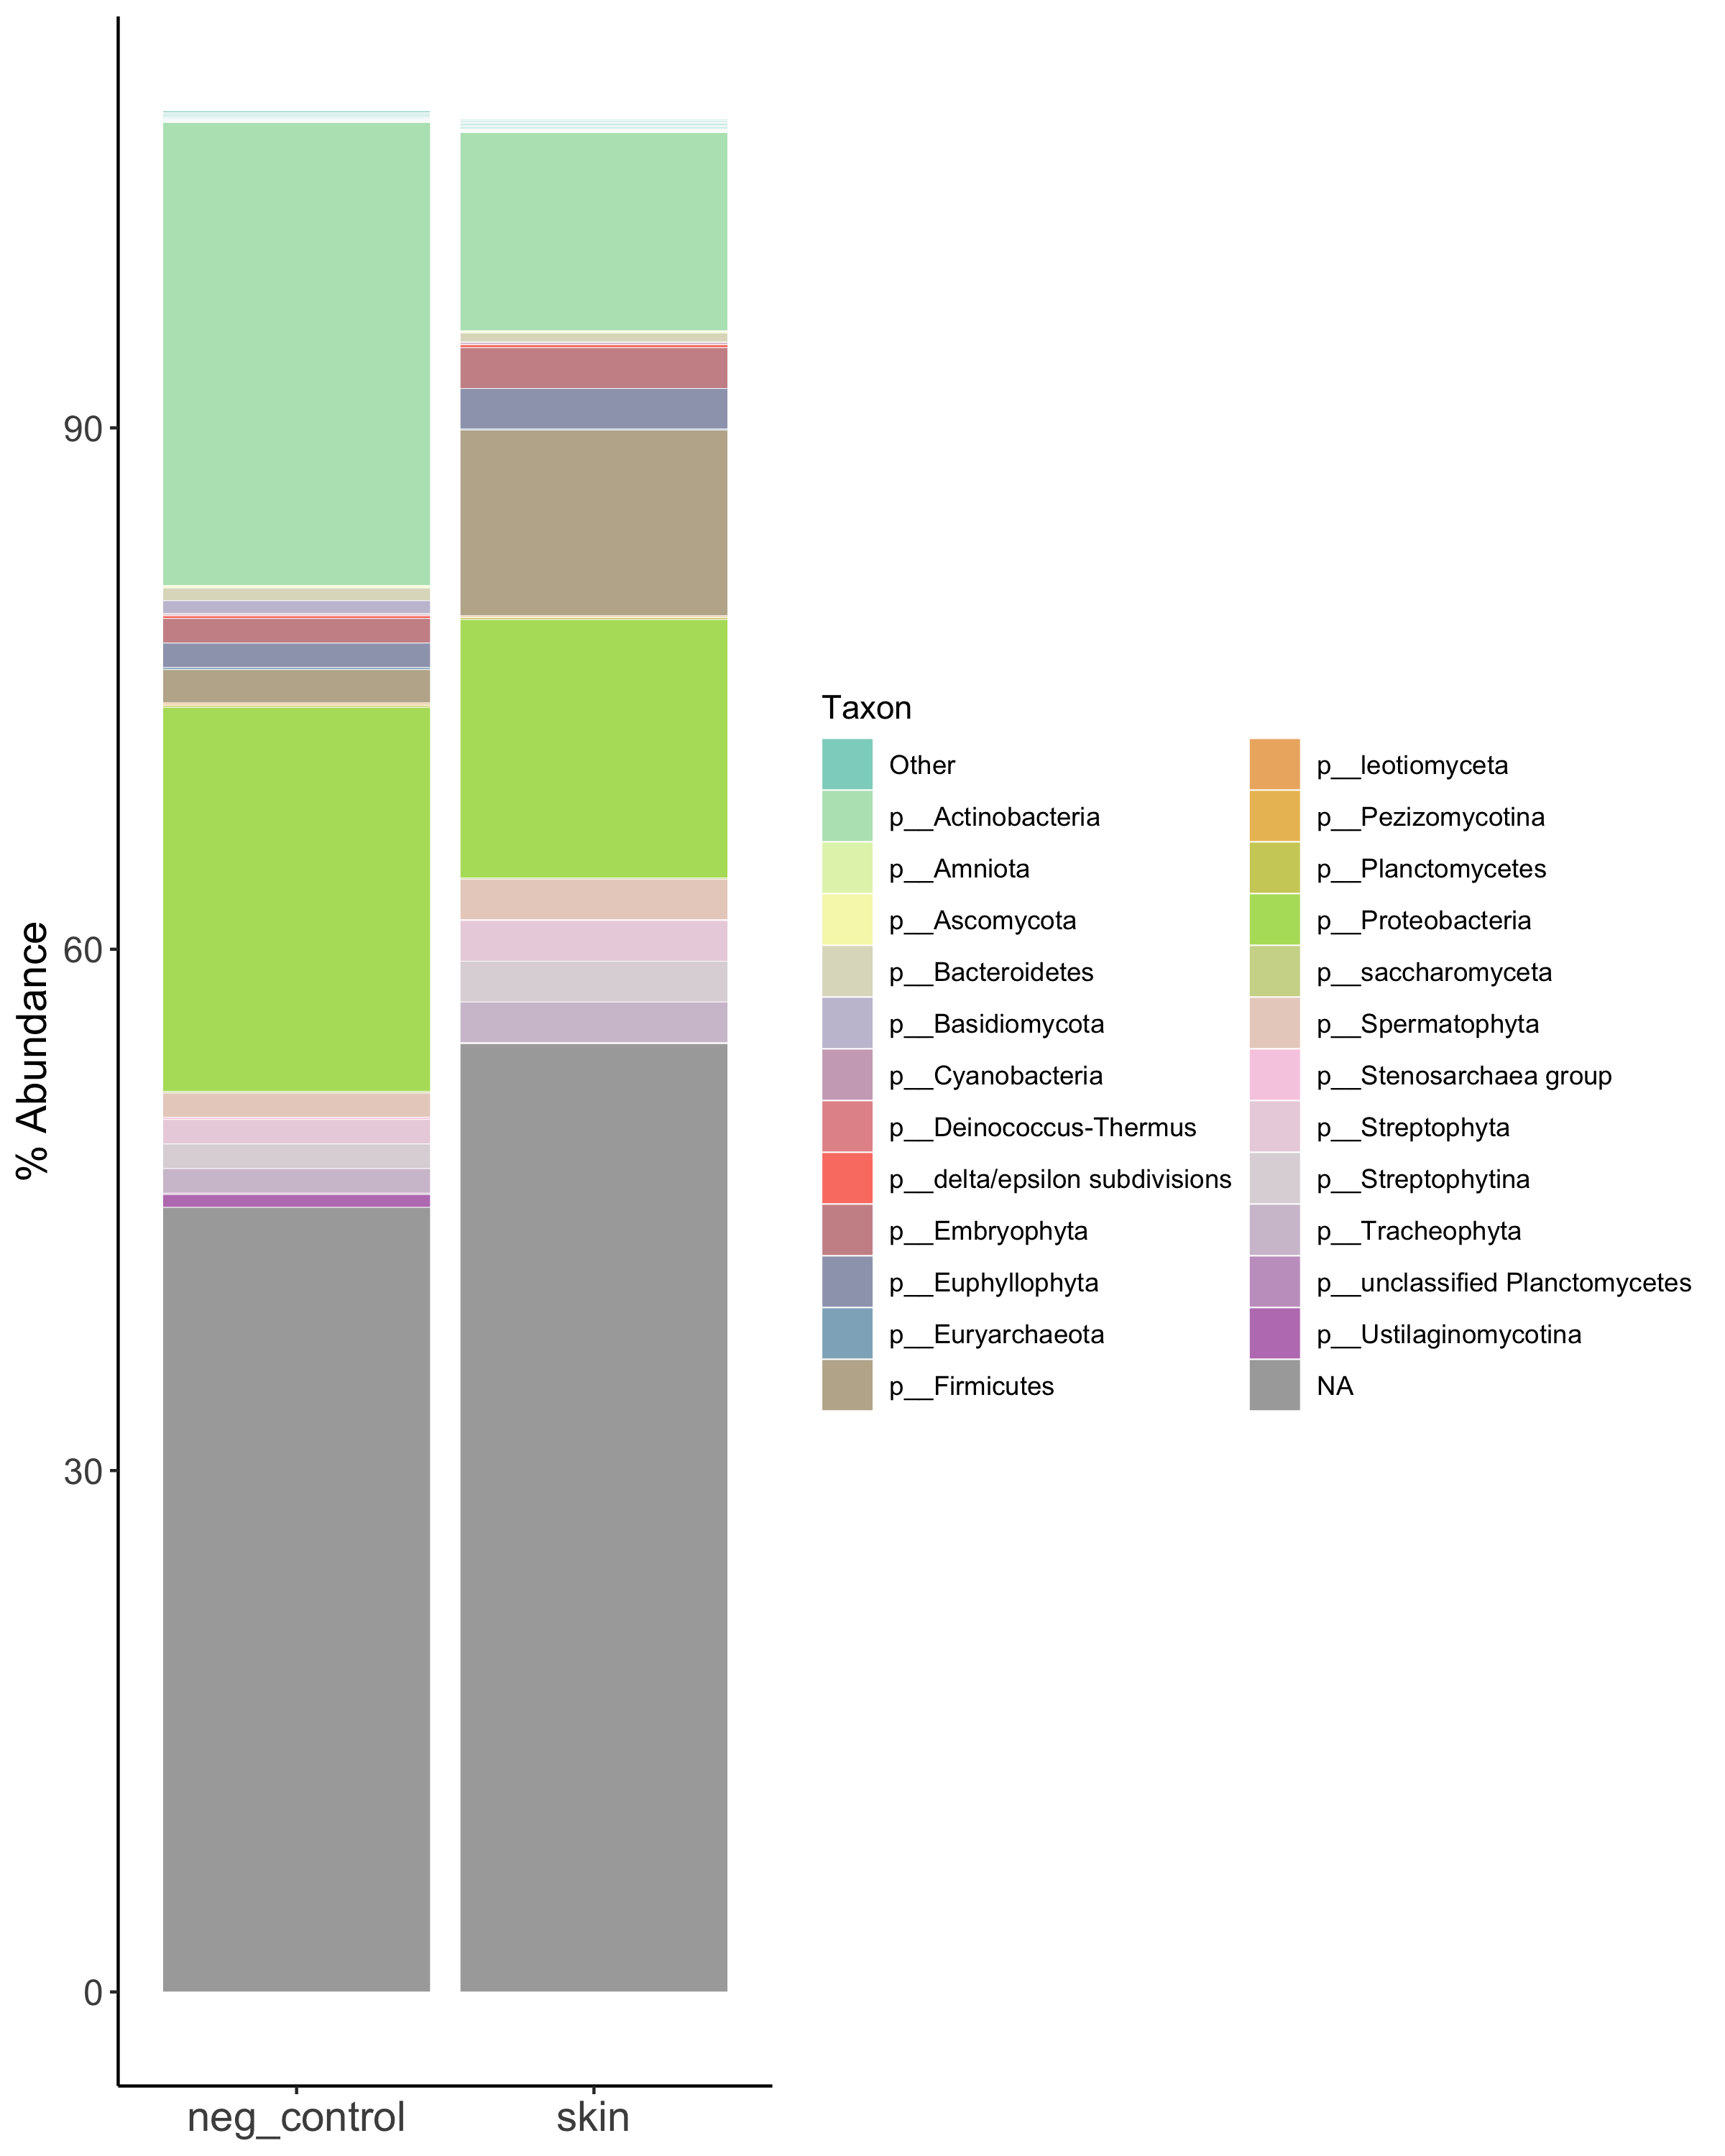 % Abundance
90
60
30
0
neg_control
skin
Taxon
Other
p__Actinobacteria
p__Amniota
p__Ascomycota
p__Bacteroidetes
p__Basidiomycota
p__Cyanobacteria
p__Deinococcus-Thermus
p__delta/epsilon subdivisions
p__Embryophyta
p__Euphyllophyta
p__Euryarchaeota
p__Firmicutes
p__leotiomyceta
p__Pezizomycotina
p__Planctomycetes
p__Proteobacteria
p__saccharomyceta
p__Spermatophyta
p__Stenosarchaea group
p__Streptophyta
p__Streptophytina
p__Tracheophyta
p__unclassified Planctomycetes
p__Ustilaginomycotina
NA